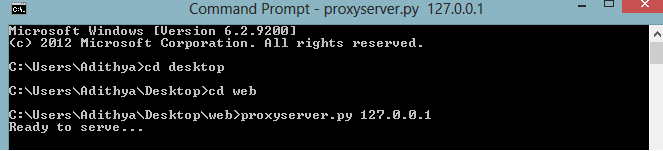 Command Prompt - proxyserver.py 127.0.0.1
Microsoft Windows [Version 6.2.9200]
(c) 2012 Microsoft Corporation. All rights reserved.
C:\Users\Adithya>cd desktop
C:\Users\Adithya\Desktop>cd web
C:\Users\Adithya\Desktop\web>proxyserver.py 127.0.0.1
Ready to serve...